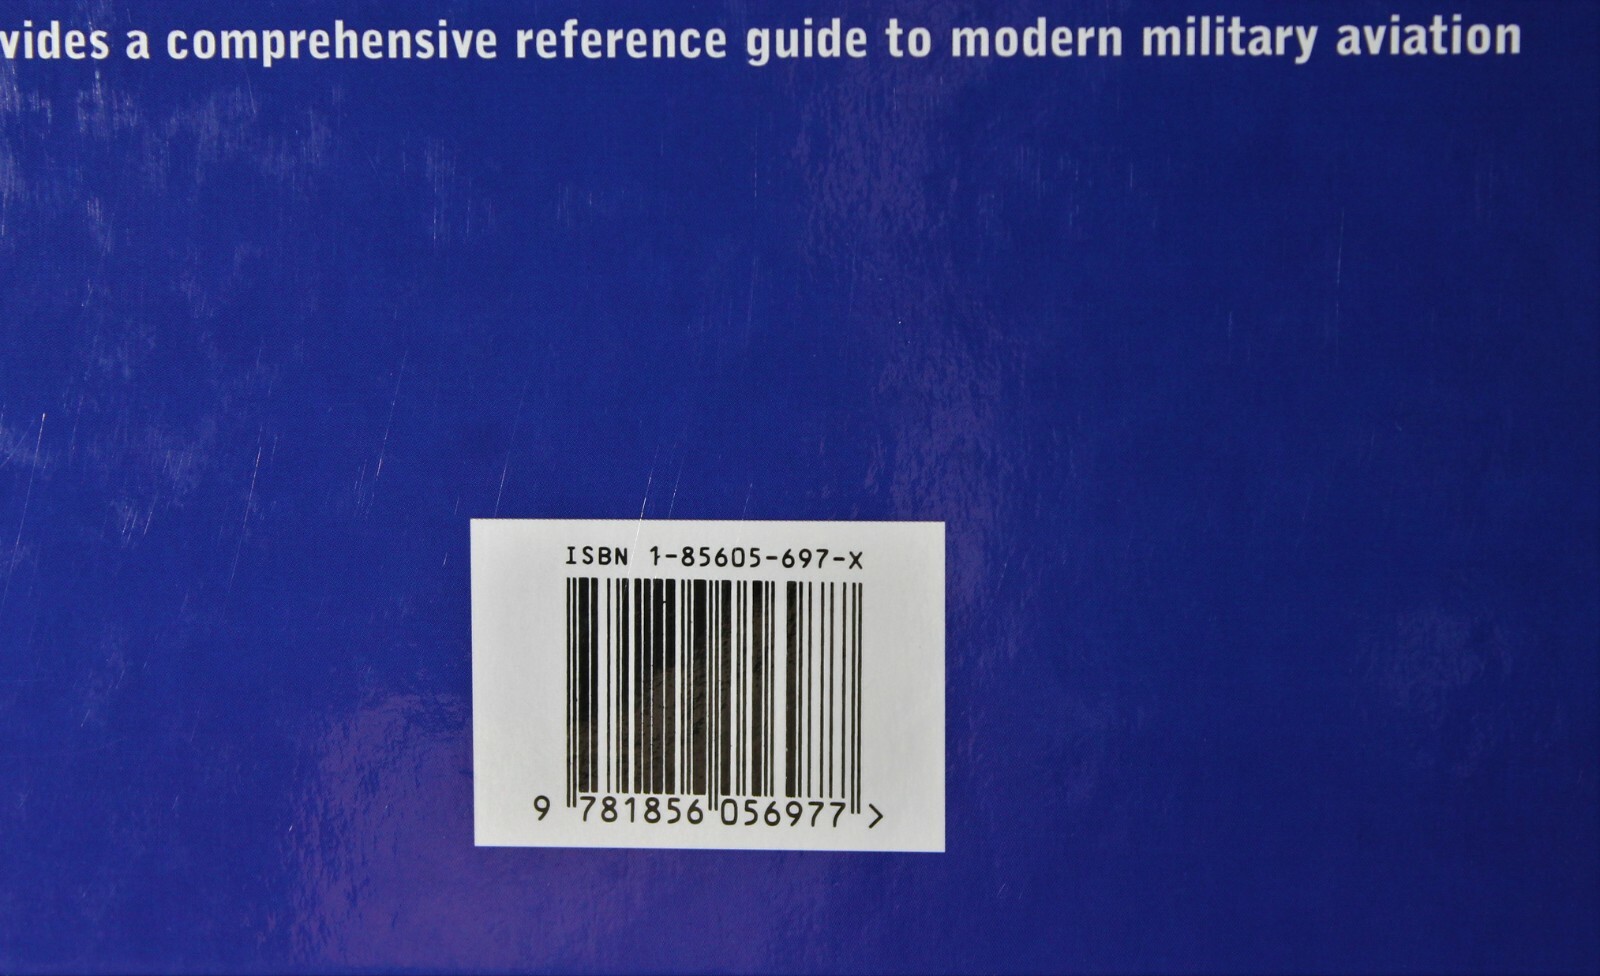 vides a comprehensive reference guide to modern military aviation
ISBN 1-85605-697-X
9 781856 056977 >